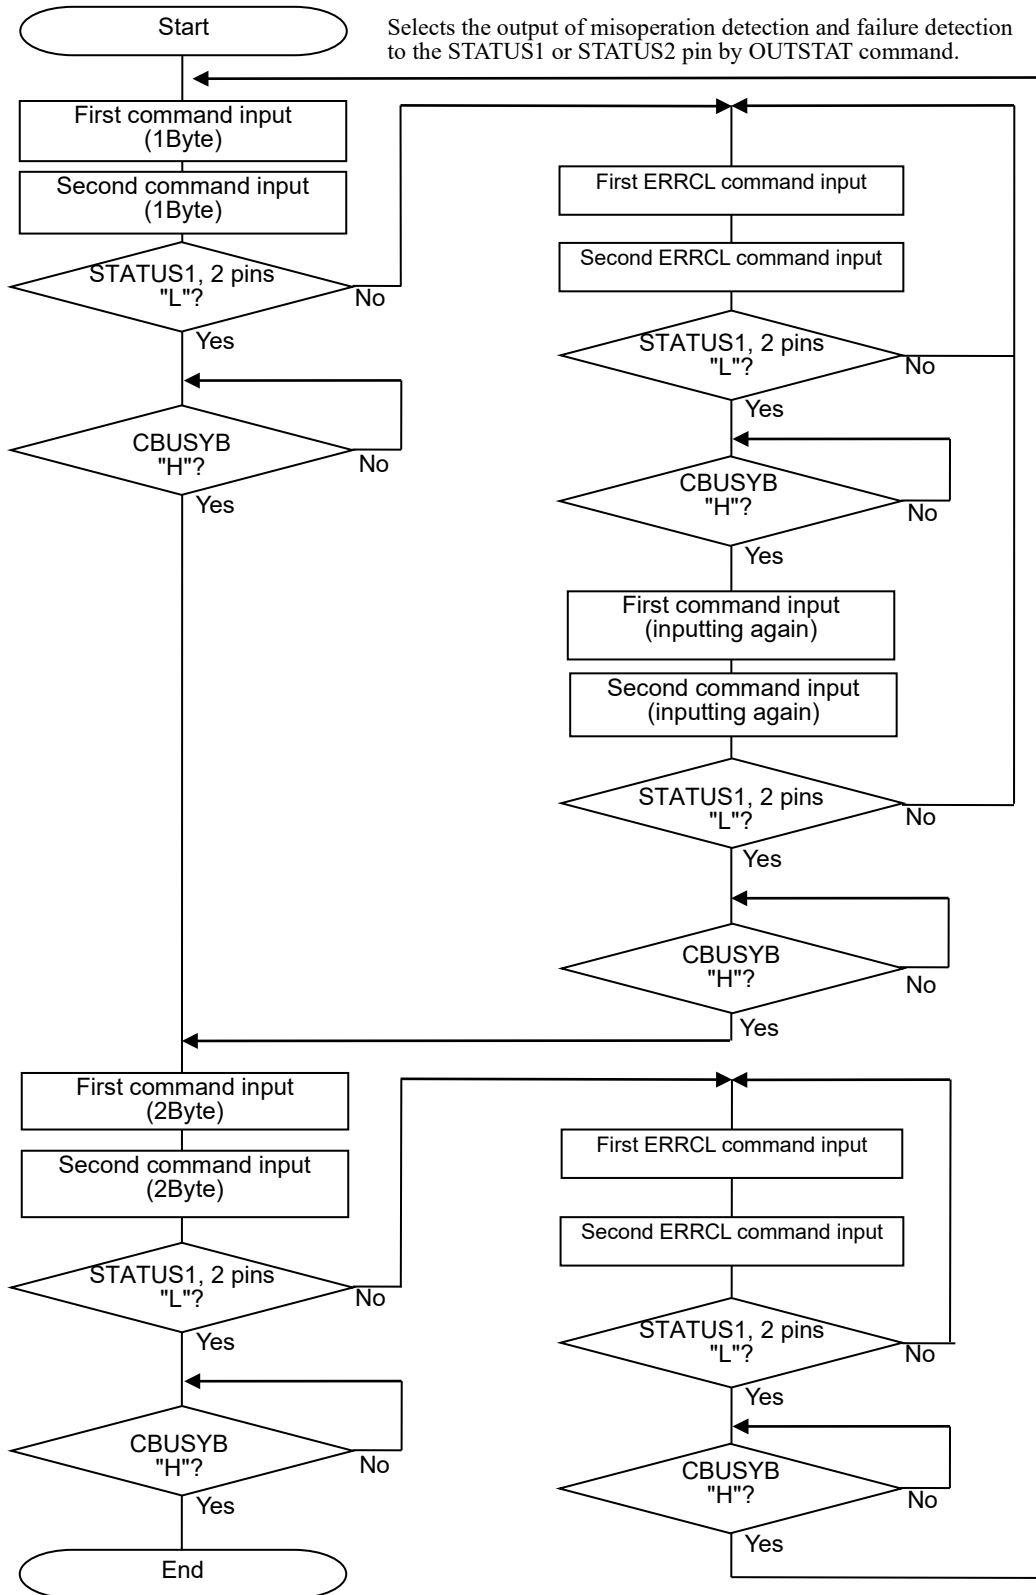 Start
Selects the output of misoperation detection and failure detection
to the STATUS1 or STATUS2 pin by OUTSTAT command.
First command input
(1Byte)
Second command input
(1Byte)
STATUS1, 2 pins
"L"?
No
Yes
CBUSYB
"H"?
No
Yes
First ERRCL command input
Second ERRCL command input
STATUS1, 2 pins
"L"?
No
Yes
CBUSYB
"H"?
No
Yes
First command input
(inputting again)
Second command input
(inputting again)
STATUS1, 2 pins
"L"?
No
Yes
CBUSYB
"H"?
No
Yes
First command input
(2Byte)
Second command input
(2Byte)
STATUS1, 2 pins
"L"?
No
Yes
CBUSYB
"H"?
No
Yes
End
First ERRCL command input
Second ERRCL command input
STATUS1, 2 pins
"L"?
No
Yes
CBUSYB
"H"?
No
Yes